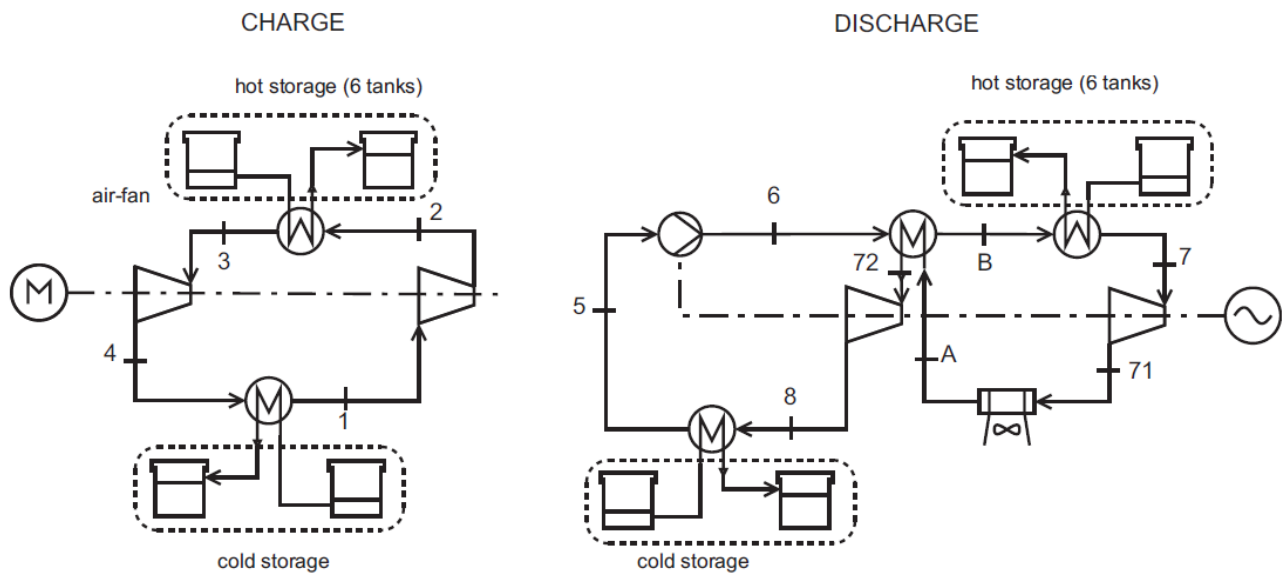 CHARGE
DISCHARGE
hot storage (6 tanks)
hot storage (6 tanks)
air-fan
3
2
6
72
B
7
M
5
4
A
71
1
8
cold storage
cold storage